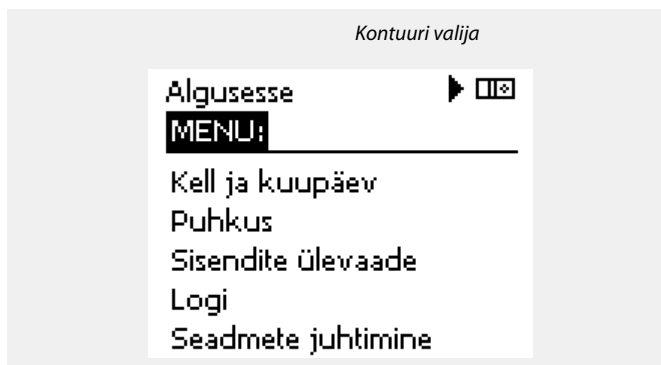 Kontuuri valija
Algusesse
MENU:
Kell ja kuupäev
Puhkus
Sisendite ülevaade
Logi
Seadmete juhtimine